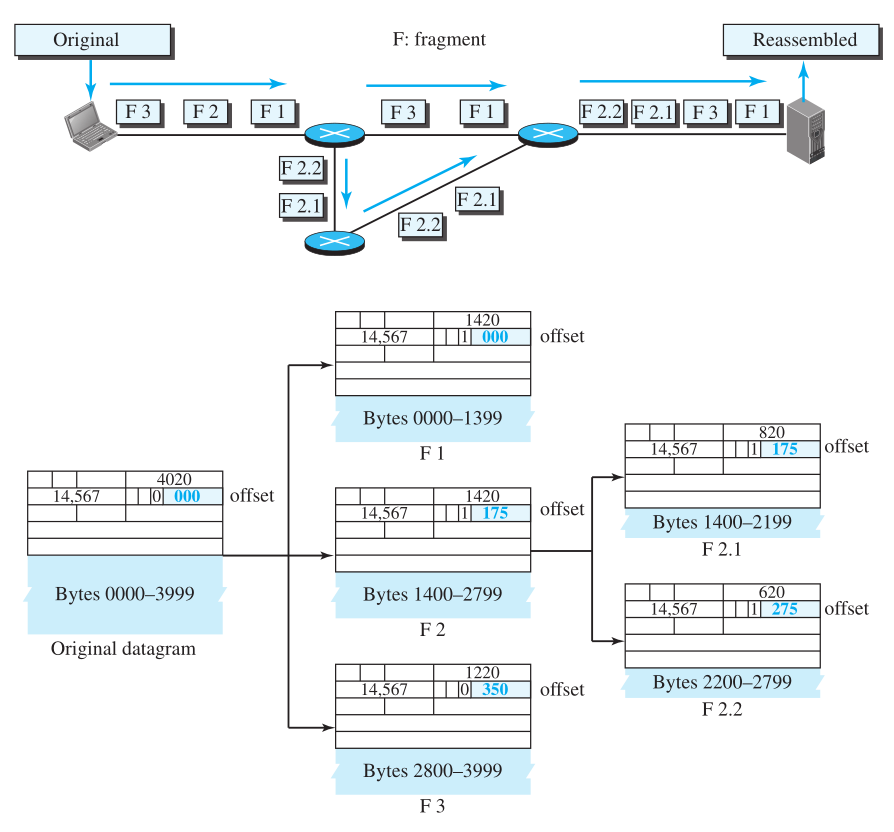 Original
F: fragment
Reassembled
F 3
F 2
F 1
F 3
F 1
F 2.2
F 2.1
F 3
F 1
F 2.2
F 2.1
F 2.2
F 2.1
1420
14,567 1 000 offset
Bytes 0000–1399
F 1
4020
14,567 0 000 offset
Bytes 0000–3999
Original datagram
1420
14,567 1 175 offset
Bytes 1400–2799
F 2
1220
14,567 0 350 offset
Bytes 2800–3999
F 3
820
14,567 1 175 offset
Bytes 1400–2199
F 2.1
620
14,567 1 275 offset
Bytes 2200–2799
F 2.2